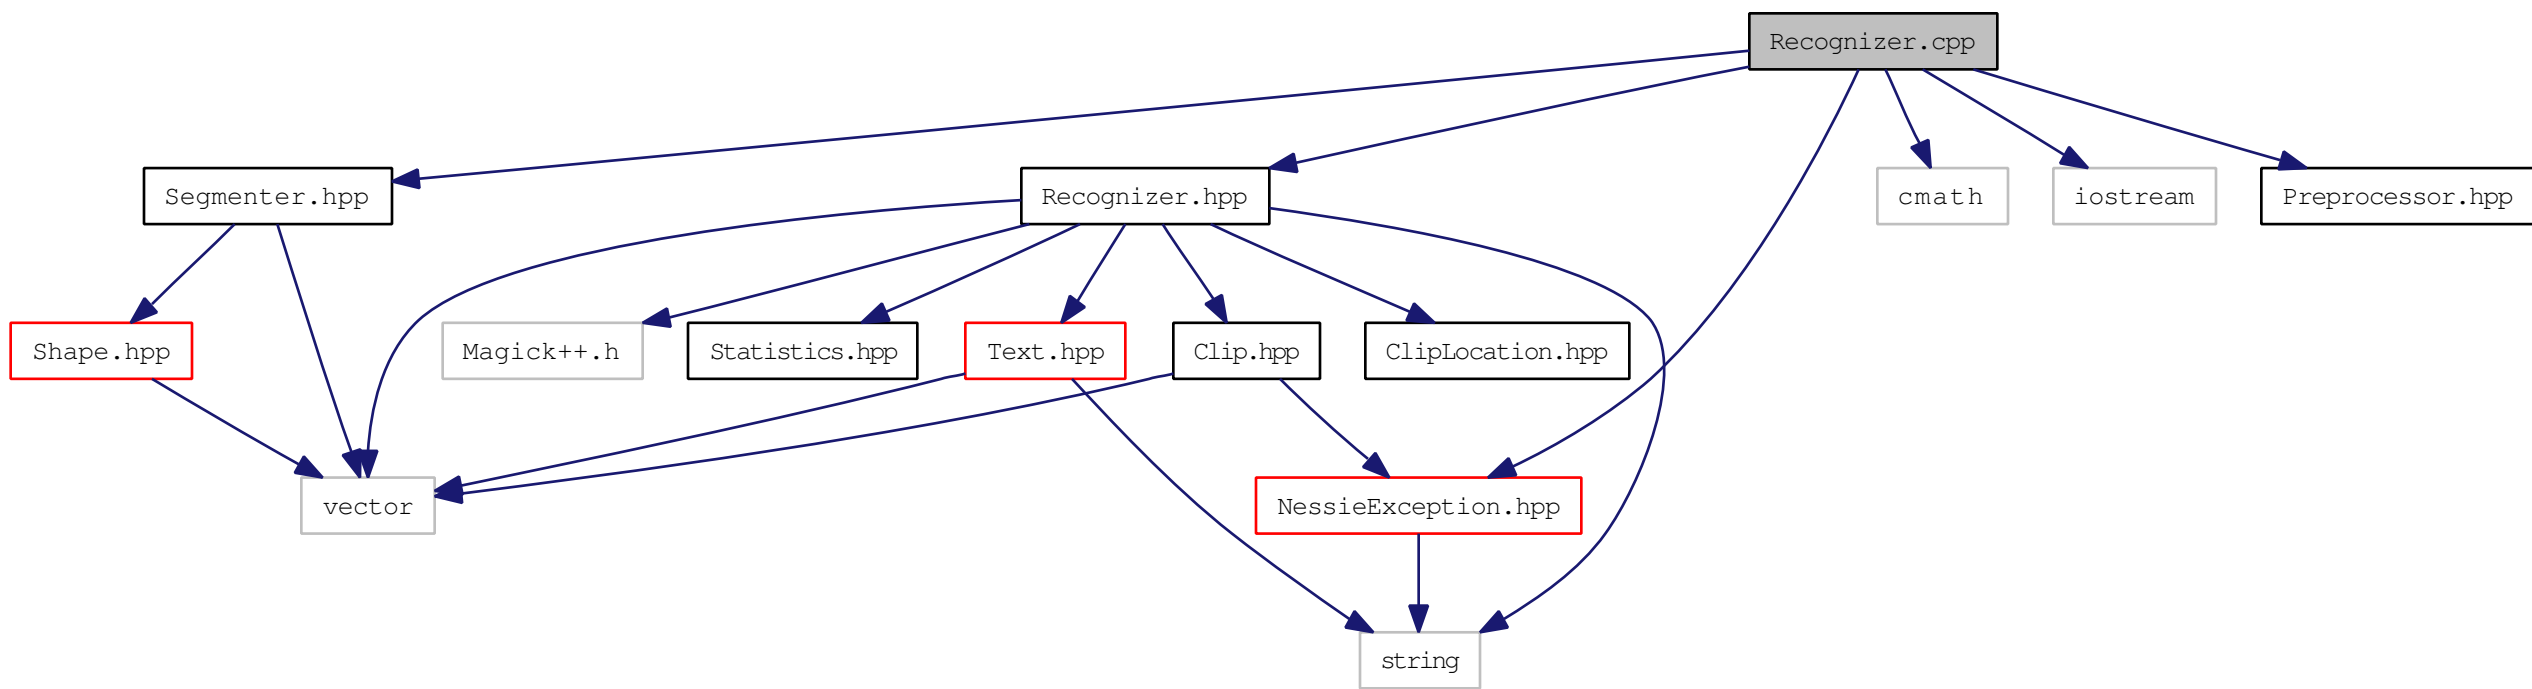 Recognizer.cpp
Segmenter.hpp
Recognizer.hpp
cmath
iostream
Preprocessor.hpp
Shape.hpp
Magick++.h
Statistics.hpp
Text.hpp
Clip.hpp
ClipLocation.hpp
vector
NessieException.hpp
string